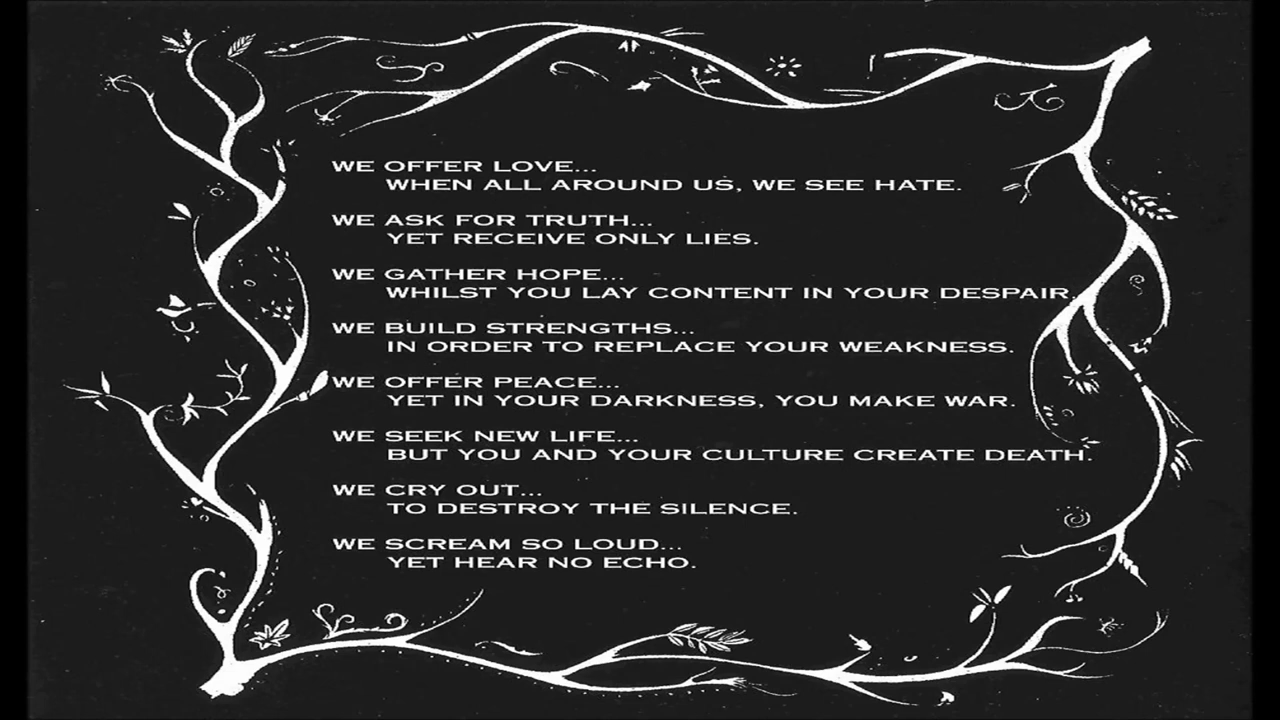 WE OFFER LOVE...
WHEN ALL AROUND US, WE SEE HATE.
WE ASK FOR TRUTH...
YET RECEIVE ONLY LIES.
WE GATHER HOPE...
WHILST YOU LAY CONTENT IN YOUR DESPAIR.
WE BUILD STRENGTHS...
IN ORDER TO REPLACE YOUR WEAKNESS.
WE OFFER PEACE...
YET IN YOUR DARKNESS, YOU MAKE WAR.
WE SEEK NEW LIFE...
BUT YOU AND YOUR CULTURE CREATE DEATH.
WE CRY OUT...
TO DESTROY THE SILENCE.
WE SCREAM SO LOUD...
YET HEAR NO ECHO.